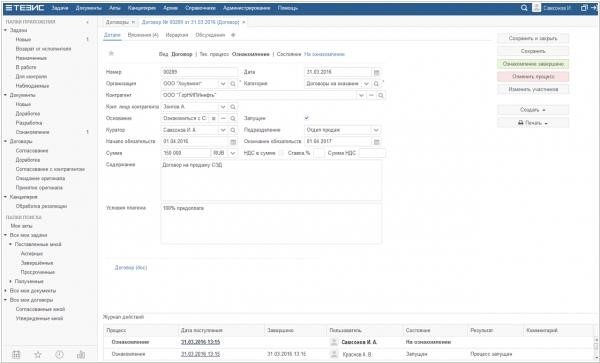 ТЕЗИС Задачи Документы Акты Канцелярия Архив Справочники Администрирование Помощь Самсонов И
ПАПКИ ПРИЛОЖЕНИЯ
Задачи
Новые 1
Возврат от исполнителя
Назначенные
В работе
Для контроля
Наблюдаемые
Документы
Новые
Доработка
Разработка
Ознакомление 1
Договоры
Согласование
Доработка
Согласование с контрагентом
Ожидание оригинала
Принятие оригинала
Канцелярия
Обработка резолюции
ПАПКИ ПОИСКА
Мои акты
Все мои задачи
Поставленные мной
Активные
Завершённые
Просроченные
Полученные
Все мои документы
Все мои договоры
Согласованные мной
Утвержденные мной
Договоры Договор № 00289 от 31.03.2016 (Договор)
Детали Вложения (4) Иерархия Обсуждения
Вид Договор | Тек. процесс Ознакомление | Состояние На ознакомлении
Номер 00289 Дата 31.03.2016
Организация Категория Договоры на оказание
Контрагент ООО "ГорНИПИнефть"
Конт. лицо контрагента Зонтов А.
Основание Ознакомиться с С Запущен
Куратор Самсонов И. А. Подразделение Отдел продаж
Начало обязательств 01.04.2016 Окончание обязательств 01.04.2017
Сумма 150 000 RUB НДС в сумме Ставка,% Сумма НДС
Содержание Договор на продажу СЭД
Условия платежа 100% предоплата
Договор (doc)
Сохранить и закрыть
Сохранить
Ознакомление завершено
Отменить процесс
Изменить участников
Создать
Печать
Журнал действий
Процесс Дата поступления Завершено Пользователь Состояние Результат Комментарий
Ознакомление 31.03.2016 13:15 Самсонов И. А. На ознакомлении
Ознакомление 31.03.2016 13:15 31.03.2016 13:15 Краснов А. В. Запущен Процесс запущен